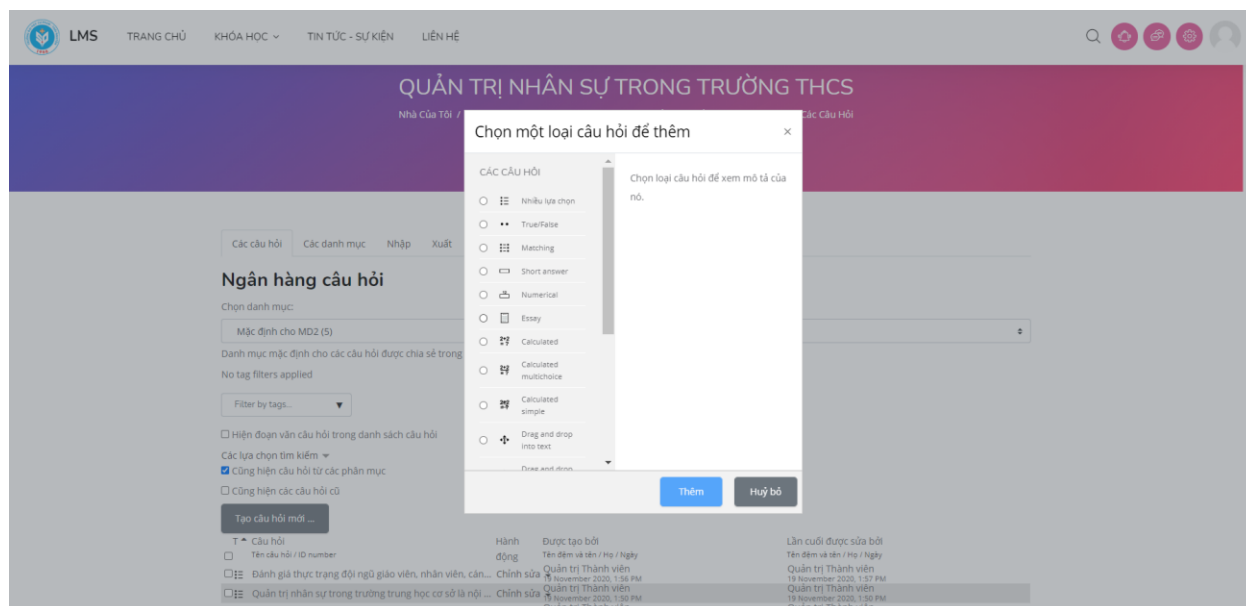 LMS TRANG CHỦ KHÓA HỌC TIN TỨC - SỰ KIỆN LIÊN HỆ
QUẢN TRỊ NHÂN SỰ TRONG TRƯỜNG THCS
Nhà Của Tôi / Các Câu Hỏi
Chọn một loại câu hỏi để thêm ×
CÁC CÂU HỎI
Nhiều lựa chọn
True/False
Matching
Short answer
Numerical
Essay
Calculated
Calculated
multichoice
Calculated
simple
Drag and drop
into text
Drag and drop
Chọn loại câu hỏi để xem mô tả của
nó.
Thêm Huỷ bỏ
Các câu hỏi Các danh mục Nhập Xuất
Ngân hàng câu hỏi
Chọn danh mục:
Mặc định cho MD2 (5)
Danh mục mặc định cho các câu hỏi được chia sẻ trong
No tag filters applied
Filter by tags...
Hiện đoạn văn câu hỏi trong danh sách câu hỏi
Các lựa chọn tìm kiếm
Cũng hiện câu hỏi từ các phân mục
Cũng hiện các câu hỏi cũ
Tạo câu hỏi mới ...
T Câu hỏi Hành Được tạo bởi Lần cuối được sửa bởi
Tên câu hỏi / ID number động Tên đệm và tên / Họ / Ngày Tên đệm và tên / Họ / Ngày
Đánh giá thực trạng đội ngũ giáo viên, nhân viên, cán... Chỉnh sửa Quản trị Thành viên Quản trị Thành viên
19 November 2020, 1:56 PM 19 November 2020, 1:57 PM
Quản trị nhân sự trong trường trung học cơ sở là nội ... Chỉnh sửa Quản trị Thành viên Quản trị Thành viên
19 November 2020, 1:50 PM 19 November 2020, 1:50 PM